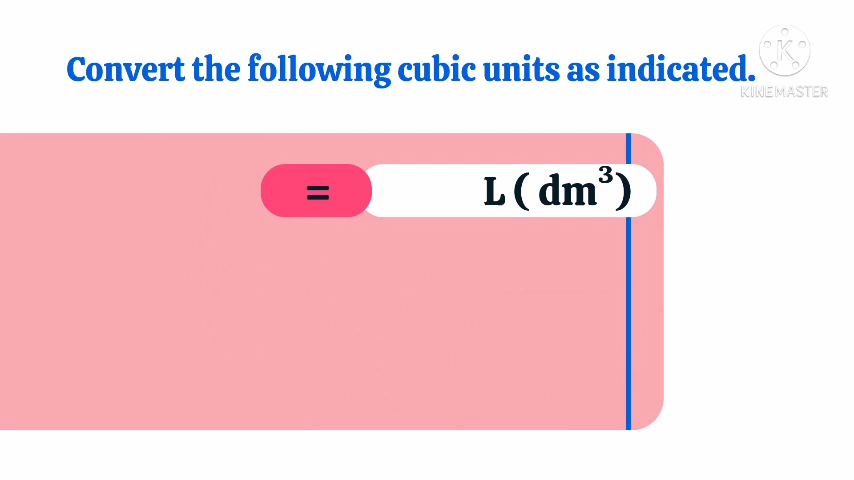 Convert the following cubic units as indicated.
K
KINEMASTER
= L ( dm³)